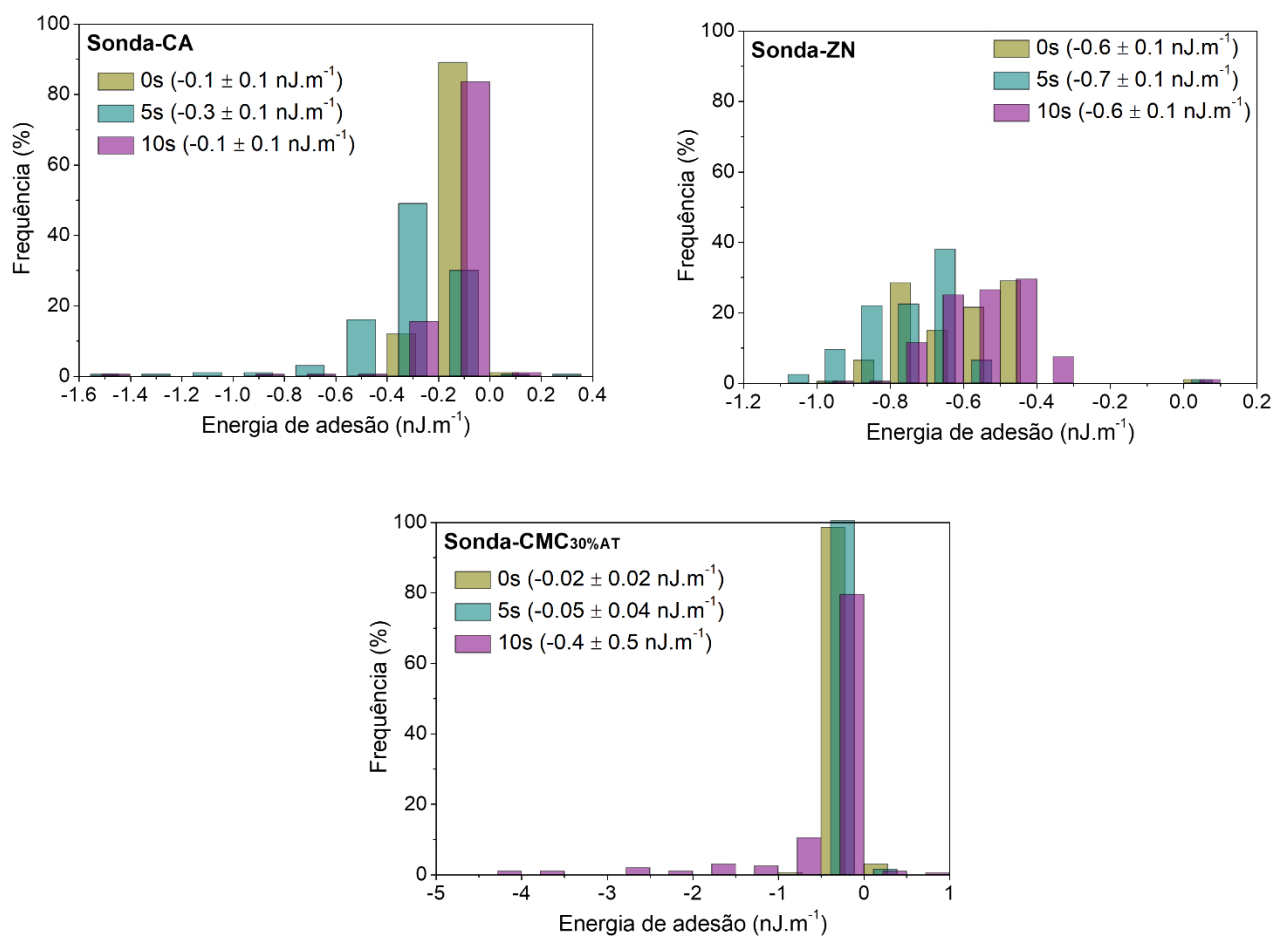 Sonda-CA
0s (-0.1 ± 0.1 nJ.m⁻¹)
5s (-0.3 ± 0.1 nJ.m⁻¹)
10s (-0.1 ± 0.1 nJ.m⁻¹)
Frequência (%)
100
80
60
40
20
0
-1.6 -1.4 -1.2 -1.0 -0.8 -0.6 -0.4 -0.2 0.0 0.2 0.4
Energia de adesão (nJ.m⁻¹)
Sonda-ZN
0s (-0.6 ± 0.1 nJ.m⁻¹)
5s (-0.7 ± 0.1 nJ.m⁻¹)
10s (-0.6 ± 0.1 nJ.m⁻¹)
Frequência (%)
100
80
60
40
20
0
-1.2 -1.0 -0.8 -0.6 -0.4 -0.2 0.0 0.2
Energia de adesão (nJ.m⁻¹)
Sonda-CMC30%AT
0s (-0.02 ± 0.02 nJ.m⁻¹)
5s (-0.05 ± 0.04 nJ.m⁻¹)
10s (-0.4 ± 0.5 nJ.m⁻¹)
Frequência (%)
100
80
60
40
20
0
-5 -4 -3 -2 -1 0 1
Energia de adesão (nJ.m⁻¹)